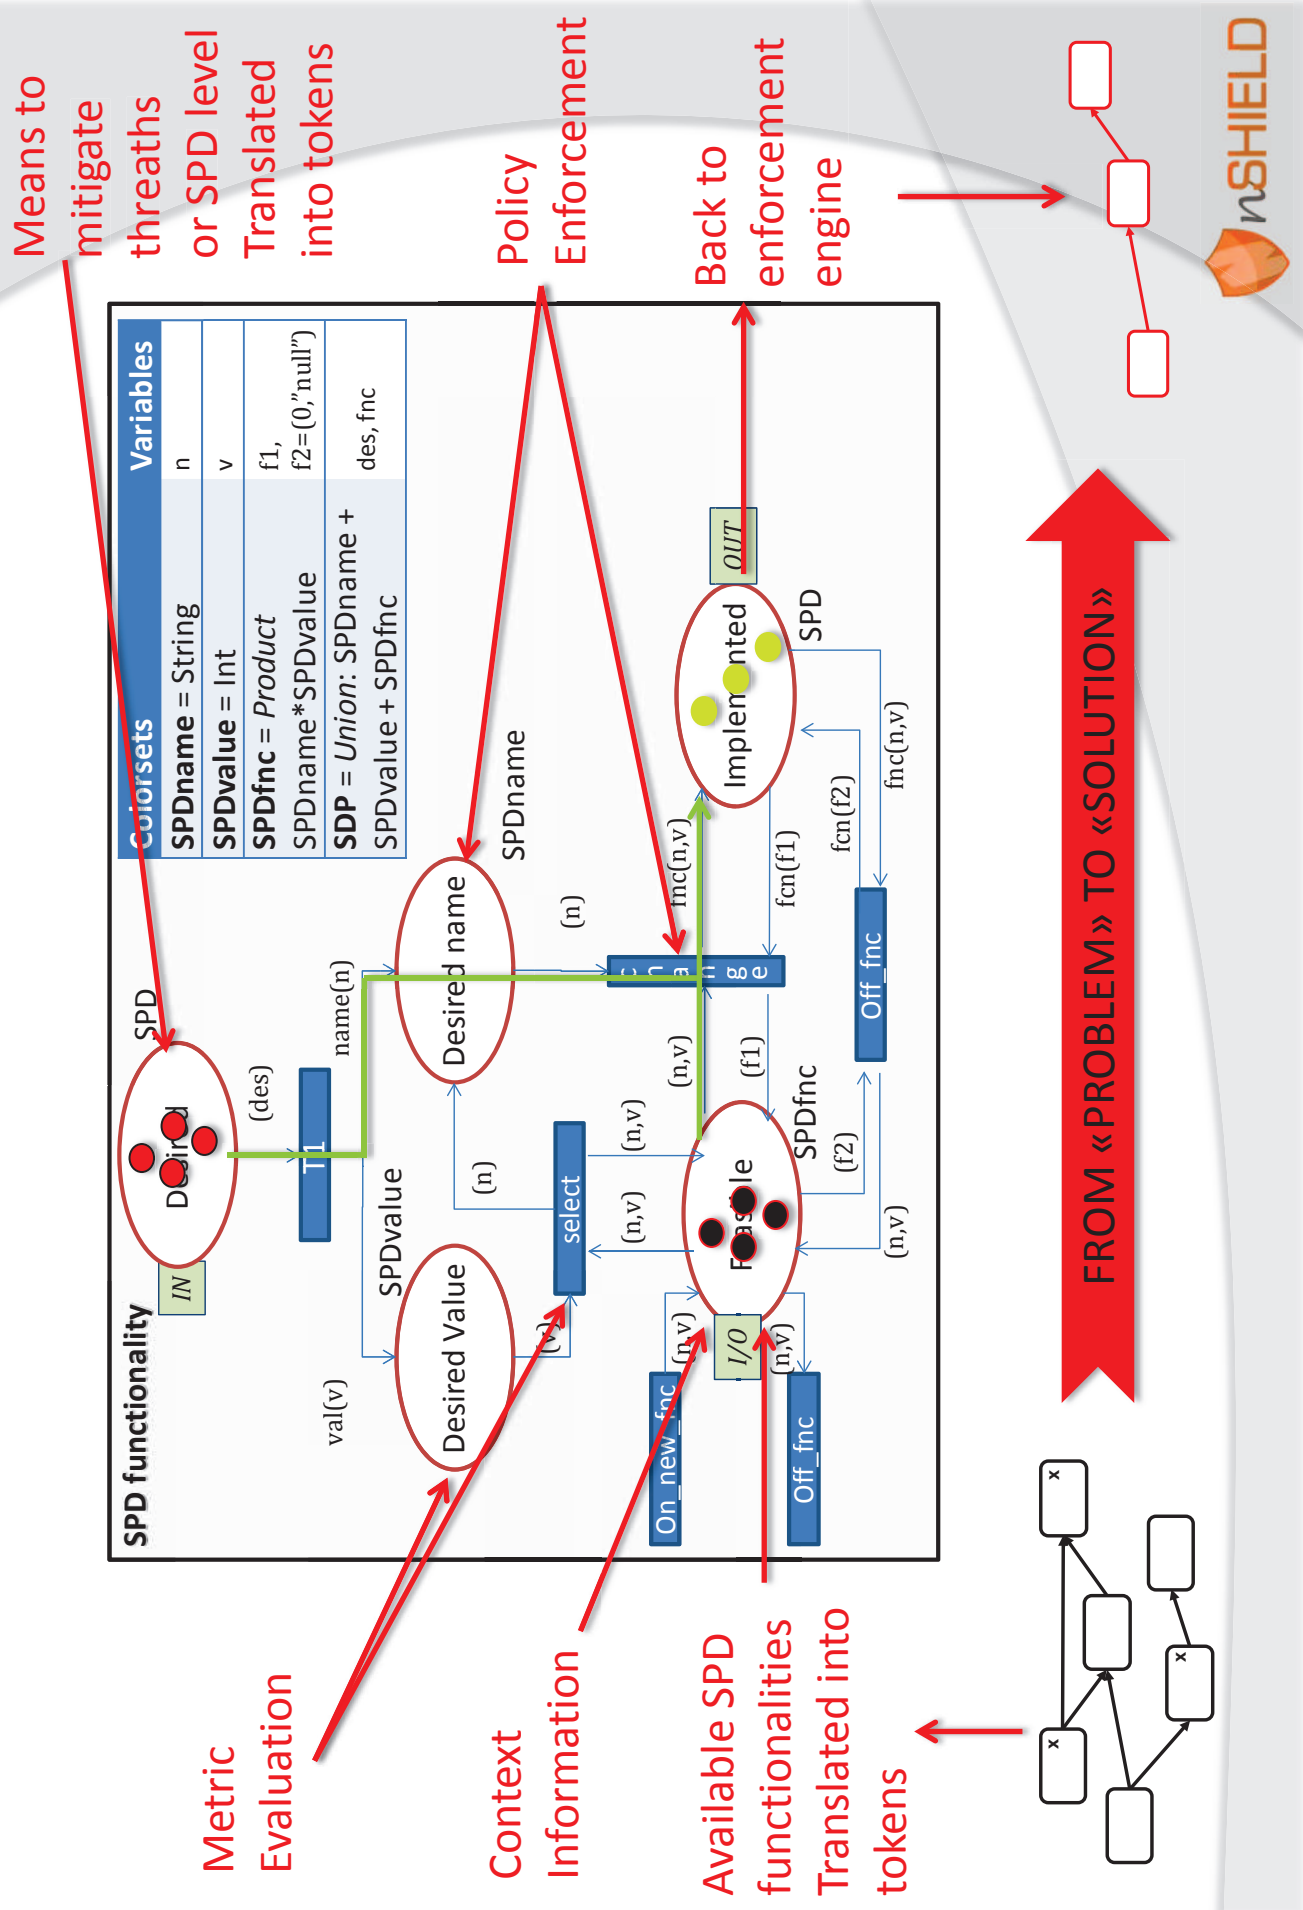 Means to
mitigate
threaths
or SPD level
Translated
into tokens
Policy
Enforcement
Back to
enforcement
engine
Metric
Evaluation
Context
Information
Available SPD
functionalities
Translated into
tokens
SPD functionality
Colorsets Variables
SPDname = String n
SPDvalue = Int v
SPDfnc = Product f1,
SPDname*SPDvalue f2=(0,"null")
SDP = Union: SPDname +
SPDvalue + SPDfnc des, fnc
IN
Desired
SPD
(des)
T1
name(n)
val(v)
SPDvalue
Desired Value
Desired name
SPDname
(n)
(v)
(n)
select
change
(n,v)
(n,v)
(n,v)
(f1)
fnc(n,v)
fcn(f1)
On_new_fnc
(n,v)
I/O
Feasible
SPDfnc
(n,v)
Off_fnc
(f2)
(n,v)
Off_fnc
fcn(f2)
fnc(n,v)
Implemented
SPD
OUT
FROM «PROBLEM» TO «SOLUTION»
x
x
x
nSHIELD